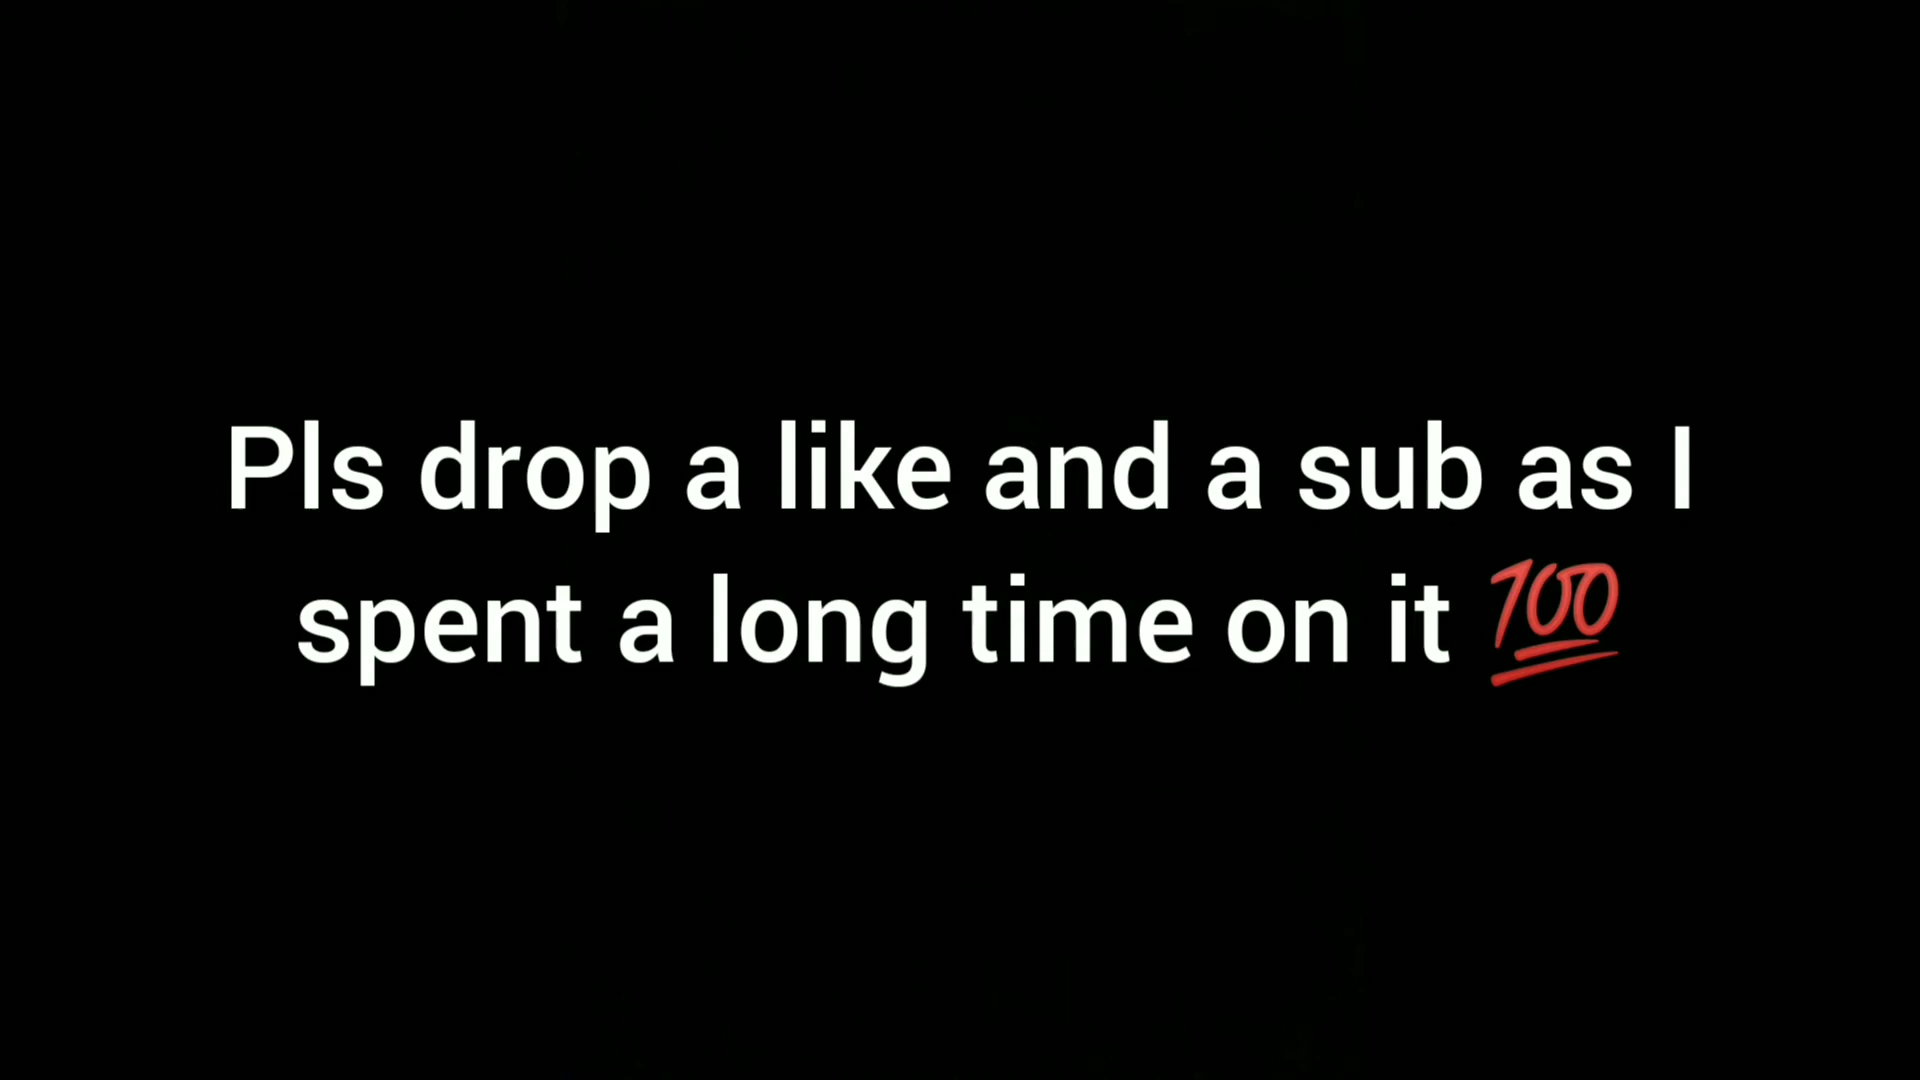 Pls drop a like and a sub as I
spent a long time on it 💯